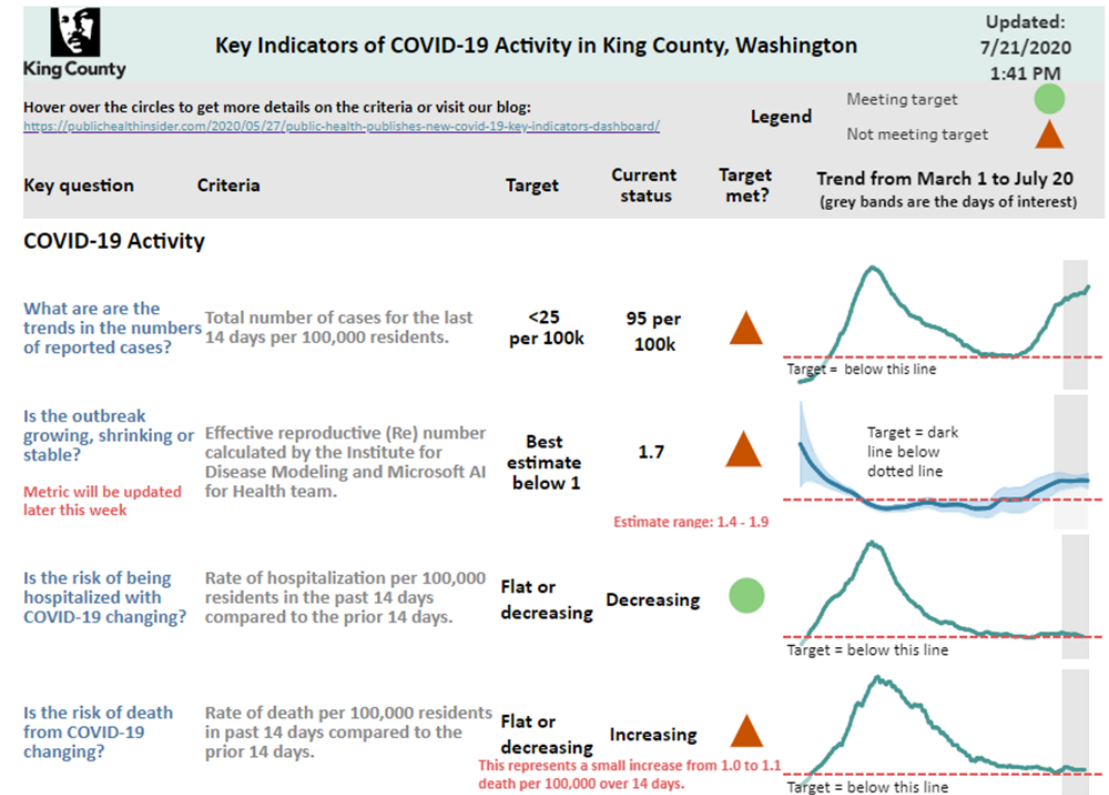 King County
Key Indicators of COVID-19 Activity in King County, Washington
Updated:
7/21/2020
1:41 PM
Hover over the circles to get more details on the criteria or visit our blog:
https://publichealthinsider.com/2020/05/27/public-health-publishes-new-covid-19-key-indicators-dashboard/
Legend
Meeting target
Not meeting target
Key question
Criteria
Target
Current
status
Target
met?
Trend from March 1 to July 20
(grey bands are the days of interest)
COVID-19 Activity
What are are the
trends in the numbers
of reported cases?
Total number of cases for the last
14 days per 100,000 residents.
<25
per 100k
95 per
100k
Target = below this line
Is the outbreak
growing, shrinking or
stable?
Metric will be updated
later this week
Effective reproductive (Re) number
calculated by the Institute for
Disease Modeling and Microsoft AI
for Health team.
Best
estimate
below 1
1.7
Estimate range: 1.4 - 1.9
Target = dark
line below
dotted line
Is the risk of being
hospitalized with
COVID-19 changing?
Rate of hospitalization per 100,000
residents in the past 14 days
compared to the prior 14 days.
Flat or
decreasing
Decreasing
Target = below this line
Is the risk of death
from COVID-19
changing?
Rate of death per 100,000 residents
in past 14 days compared to the
prior 14 days.
Flat or
decreasing
Increasing
This represents a small increase from 1.0 to 1.1
death per 100,000 over 14 days.
Target = below this line